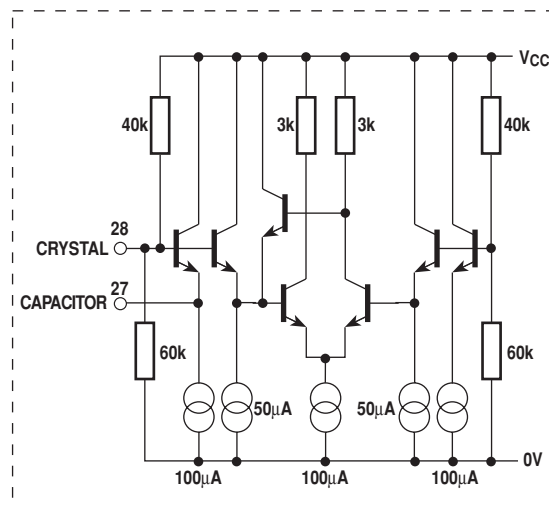 VCC
40k
3k
3k
40k
28
CRYSTAL
27
CAPACITOR
60k
50μA
50μA
60k
0V
100μA
100μA
100μA